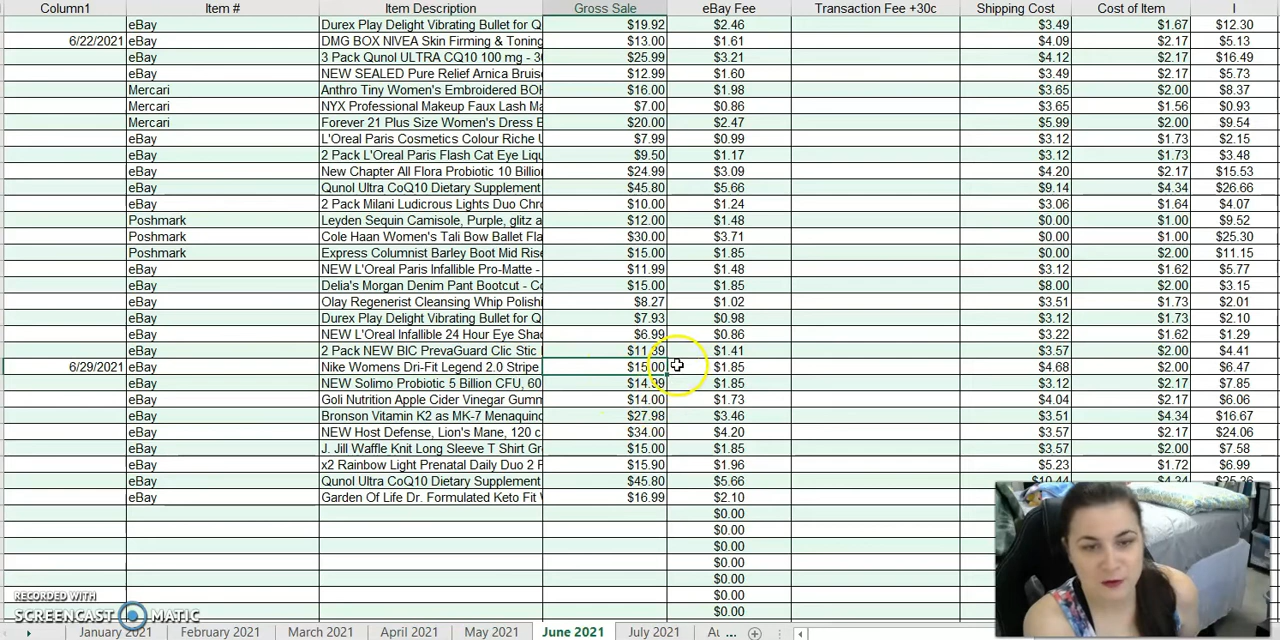 Column1 Item # Item Description Gross Sale eBay Fee Transaction Fee +30c Shipping Cost Cost of Item I
eBay Durex Play Delight Vibrating Bullet for Q $19.92 $2.46 $3.49 $1.67 $12.30
6/22/2021 eBay DMG BOX NIVEA Skin Firming & Toning $13.00 $1.61 $4.09 $2.17 $5.13
eBay 3 Pack Qunol ULTRA CQ10 100 mg - 3 $25.99 $3.21 $4.12 $2.17 $16.49
eBay NEW SEALED Pure Relief Arnica Bruis $12.99 $1.60 $3.49 $2.17 $5.73
Mercari Anthro Tiny Women's Embroidered BO $16.00 $1.98 $3.65 $2.00 $8.37
Mercari NYX Professional Makeup Faux Lash Ma $7.00 $0.86 $3.65 $1.56 $0.93
Mercari Forever 21 Plus Size Women's Dress E $20.00 $2.47 $5.99 $2.00 $9.54
eBay L'Oreal Paris Cosmetics Colour Riche $7.99 $0.99 $3.12 $1.73 $2.15
eBay 2 Pack L'Oreal Paris Flash Cat Eye Liqu $9.50 $1.17 $3.12 $1.73 $3.48
eBay New Chapter All Flora Probiotic 10 Billio $24.99 $3.09 $4.20 $2.17 $15.53
eBay Qunol Ultra CoQ10 Dietary Supplement $45.80 $5.66 $9.14 $4.34 $26.66
eBay 2 Pack Milani Ludicrous Lights Duo Chr $10.00 $1.24 $3.06 $1.64 $4.07
Poshmark Leyden Sequin Camisole, Purple, glitz a $12.00 $1.48 $0.00 $1.00 $9.52
Poshmark Cole Haan Women's Tali Bow Ballet Fla $30.00 $3.71 $0.00 $1.00 $25.30
Poshmark Express Columnist Barley Boot Mid Rise $15.00 $1.85 $0.00 $2.00 $11.15
eBay NEW L'Oreal Paris Infallible Pro-Matte - $11.99 $1.48 $3.12 $1.62 $5.77
eBay Delia's Morgan Denim Pant Bootcut - Co $15.00 $1.85 $8.00 $2.00 $3.15
eBay Olay Regenerist Cleansing Whip Polishi $8.27 $1.02 $3.51 $1.73 $2.01
eBay Durex Play Delight Vibrating Bullet for Q $7.93 $0.98 $3.12 $1.73 $2.10
eBay NEW L'Oreal Infallible 24 Hour Eye Shad $6.99 $0.86 $3.22 $1.62 $1.29
eBay 2 Pack NEW BIC PrevaGuard Clic Stic $11.39 $1.41 $3.57 $2.00 $4.41
6/29/2021 eBay Nike Womens Dri-Fit Legend 2.0 Stripe $15.00 $1.85 $4.68 $2.00 $6.47
eBay NEW Solimo Probiotic 5 Billion CFU, 60 $14.99 $1.85 $3.12 $2.17 $7.85
eBay Goli Nutrition Apple Cider Vinegar Gumm $14.00 $1.73 $4.04 $2.17 $6.06
eBay Bronson Vitamin K2 as MK-7 Menaquino $27.98 $3.46 $3.51 $4.34 $16.67
eBay NEW Host Defense, Lion's Mane, 120 c $34.00 $4.20 $3.57 $2.17 $24.06
eBay J. Jill Waffle Knit Long Sleeve T Shirt Gr $15.00 $1.85 $3.57 $2.00 $7.58
eBay x2 Rainbow Light Prenatal Daily Duo 2 F $15.90 $1.96 $5.23 $1.72 $6.99
eBay Qunol Ultra CoQ10 Dietary Supplement $45.80 $5.66 $10.44 $4.34
eBay Garden Of Life Dr. Formulated Keto Fit $16.99 $2.10
$0.00
$0.00
$0.00
$0.00
$0.00
$0.00
$0.00
RECORDED WITH
SCREENCAST MATIC
January 2021 February 2021 March 2021 April 2021 May 2021 June 2021 July 2021 Au ...